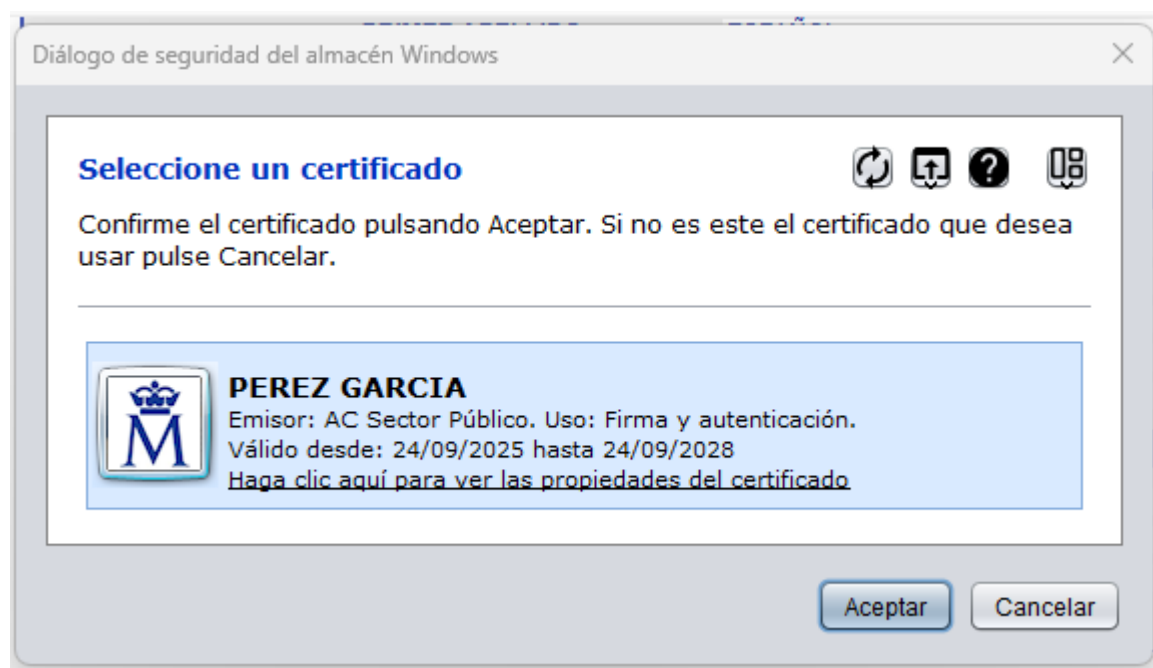 Diálogo de seguridad del almacén Windows
Seleccione un certificado
Confirme el certificado pulsando Aceptar. Si no es este el certificado que desea
usar pulse Cancelar.
M
PEREZ GARCIA
Emisor: AC Sector Público. Uso: Firma y autenticación.
Válido desde: 24/09/2025 hasta 24/09/2028
Haga clic aquí para ver las propiedades del certificado
Aceptar
Cancelar